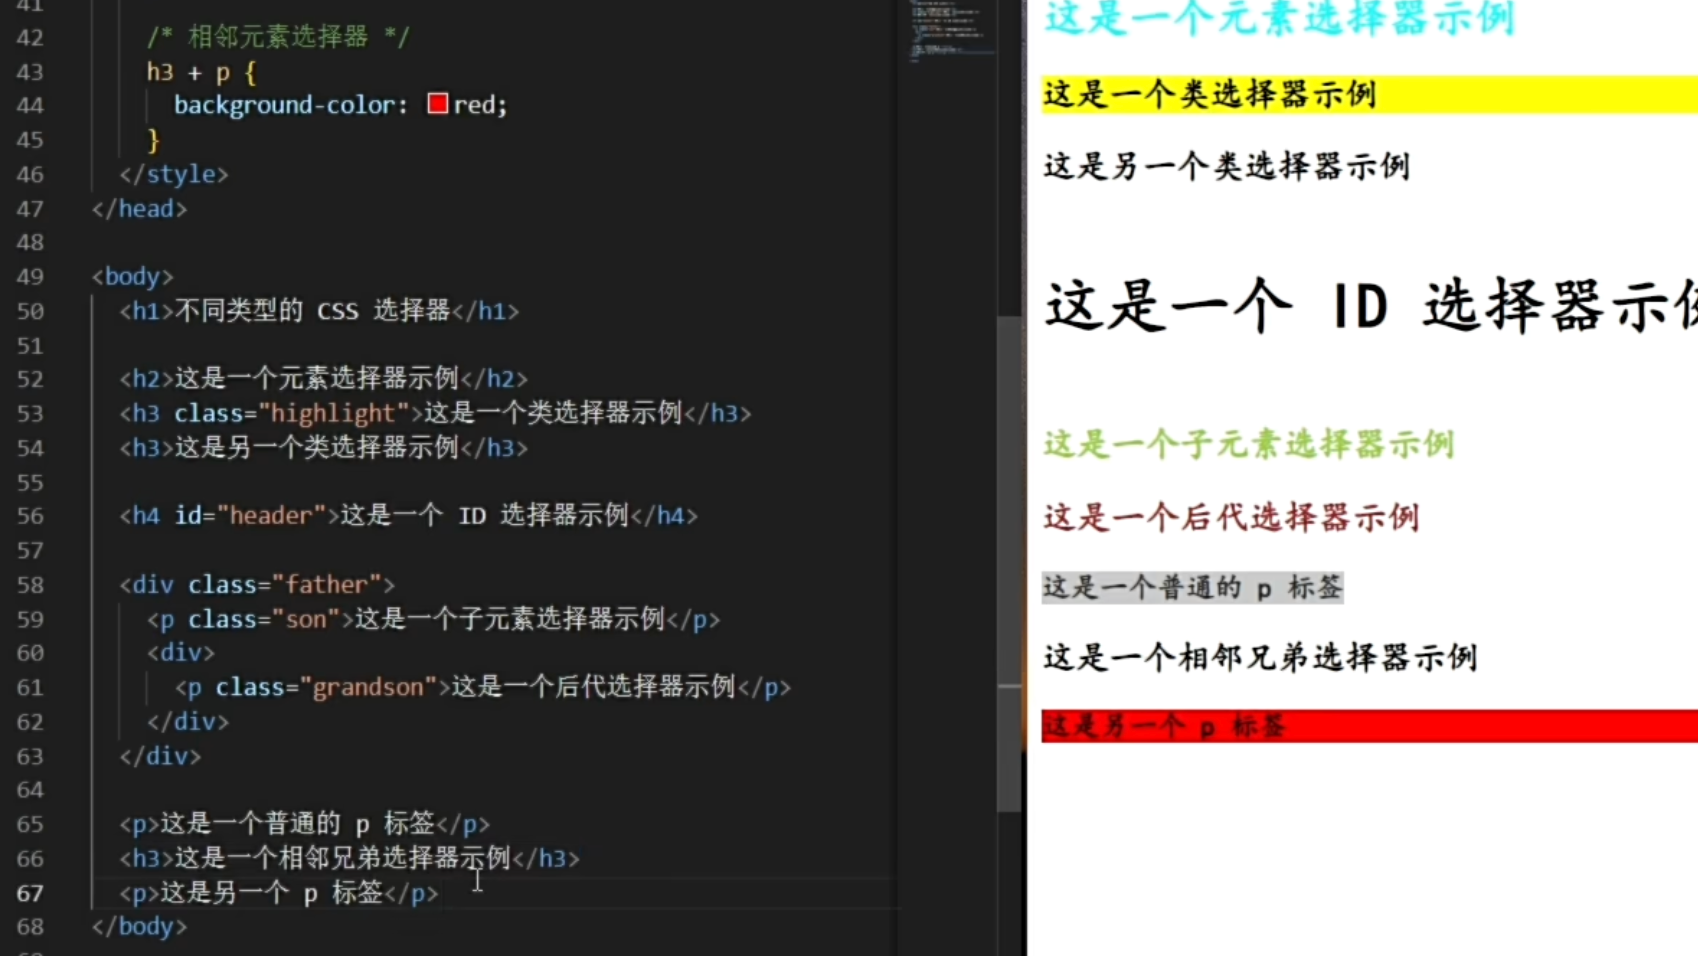 41
42 /* 相邻元素选择器 */
43 h3 + p {
44 background-color: red;
45 }
46 </style>
47 </head>
48
49 <body>
50 <h1>不同类型的 CSS 选择器</h1>
51
52 <h2>这是一个元素选择器示例</h2>
53 <h3 class="highlight">这是一个类选择器示例</h3>
54 <h3>这是另一个类选择器示例</h3>
55
56 <h4 id="header">这是一个 ID 选择器示例</h4>
57
58 <div class="father">
59 <p class="son">这是一个子元素选择器示例</p>
60 <div>
61 <p class="grandson">这是一个后代选择器示例</p>
62 </div>
63 </div>
64
65 <p>这是一个普通的 p 标签</p>
66 <h3>这是一个相邻兄弟选择器示例</h3>
67 <p>这是另一个 p 标签</p>
68 </body>
这是一个元素选择器示例
这是一个类选择器示例
这是另一个类选择器示例
这是一个 ID 选择器示例
这是一个子元素选择器示例
这是一个后代选择器示例
这是一个普通的 p 标签
这是一个相邻兄弟选择器示例
这是另一个 p 标签